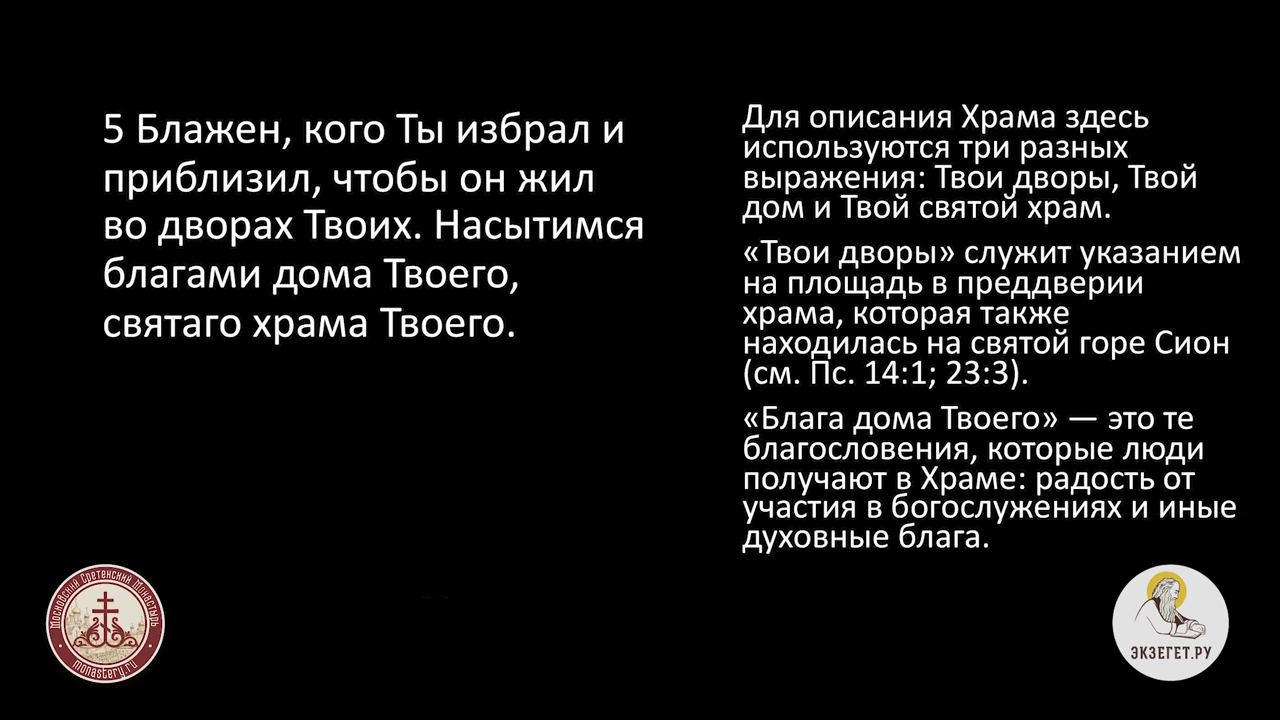 5 Блажен, кого Ты избрал и
приблизил, чтобы он жил
во дворах Твоих. Насытимся
благами дома Твоего,
святаго храма Твоего.
Для описания Храма здесь
используются три разных
выражения: Твои дворы, Твой
дом и Твой святой храм.
«Твои дворы» служит указанием
на площадь в преддверии
храма, которая также
находилась на святой горе Сион
(см. Пс. 14:1; 23:3).
«Блага дома Твоего» — это те
благословения, которые люди
получают в Храме: радость от
участия в богослужениях и иные
духовные блага.
Московский Сретенский Монастырь
monastery.ru
ЭКЗЕГЕТ.РУ